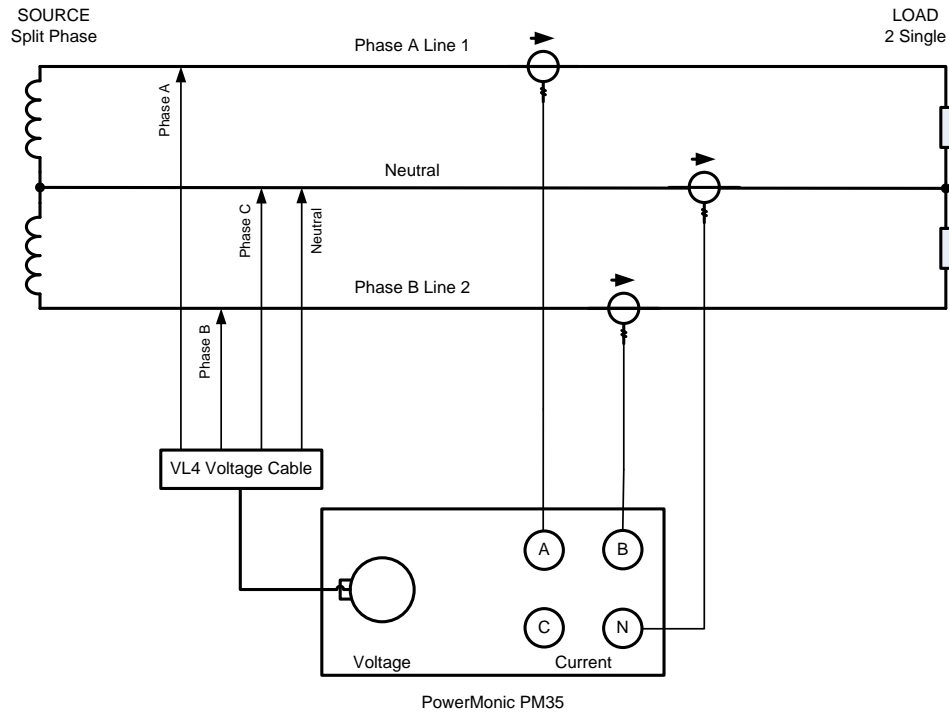 SOURCE
Split Phase
LOAD
2 Single
Phase A Line 1
Phase A
Neutral
Phase C
Neutral
Phase B Line 2
Phase B
VL4 Voltage Cable
A
B
C
N
Voltage
Current
PowerMonic PM35